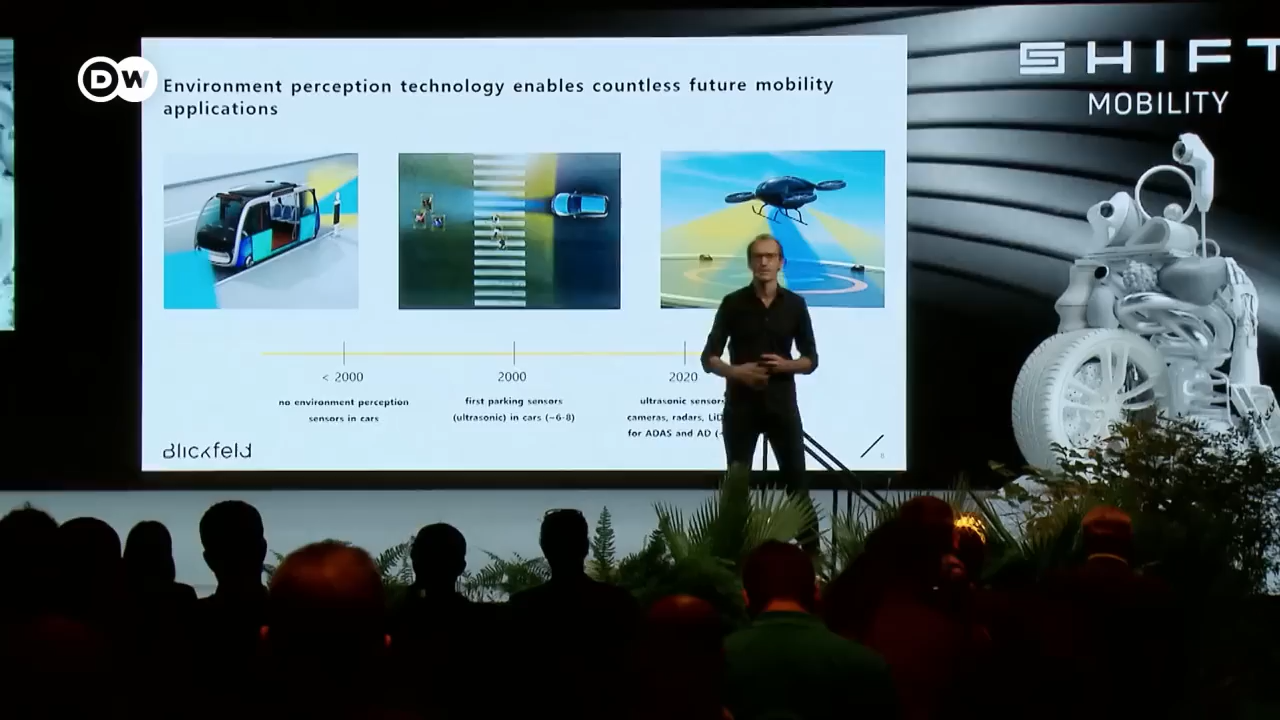 DW
SHIFT
MOBILITY
Environment perception technology enables countless future mobility
applications
< 2000
2000
2020
no environment perception
sensors in cars
first parking sensors
(ultrasonic) in cars (~6-8)
ultrasonic sensors
cameras, radars,
for ADAS and AD
Blickfeld
8